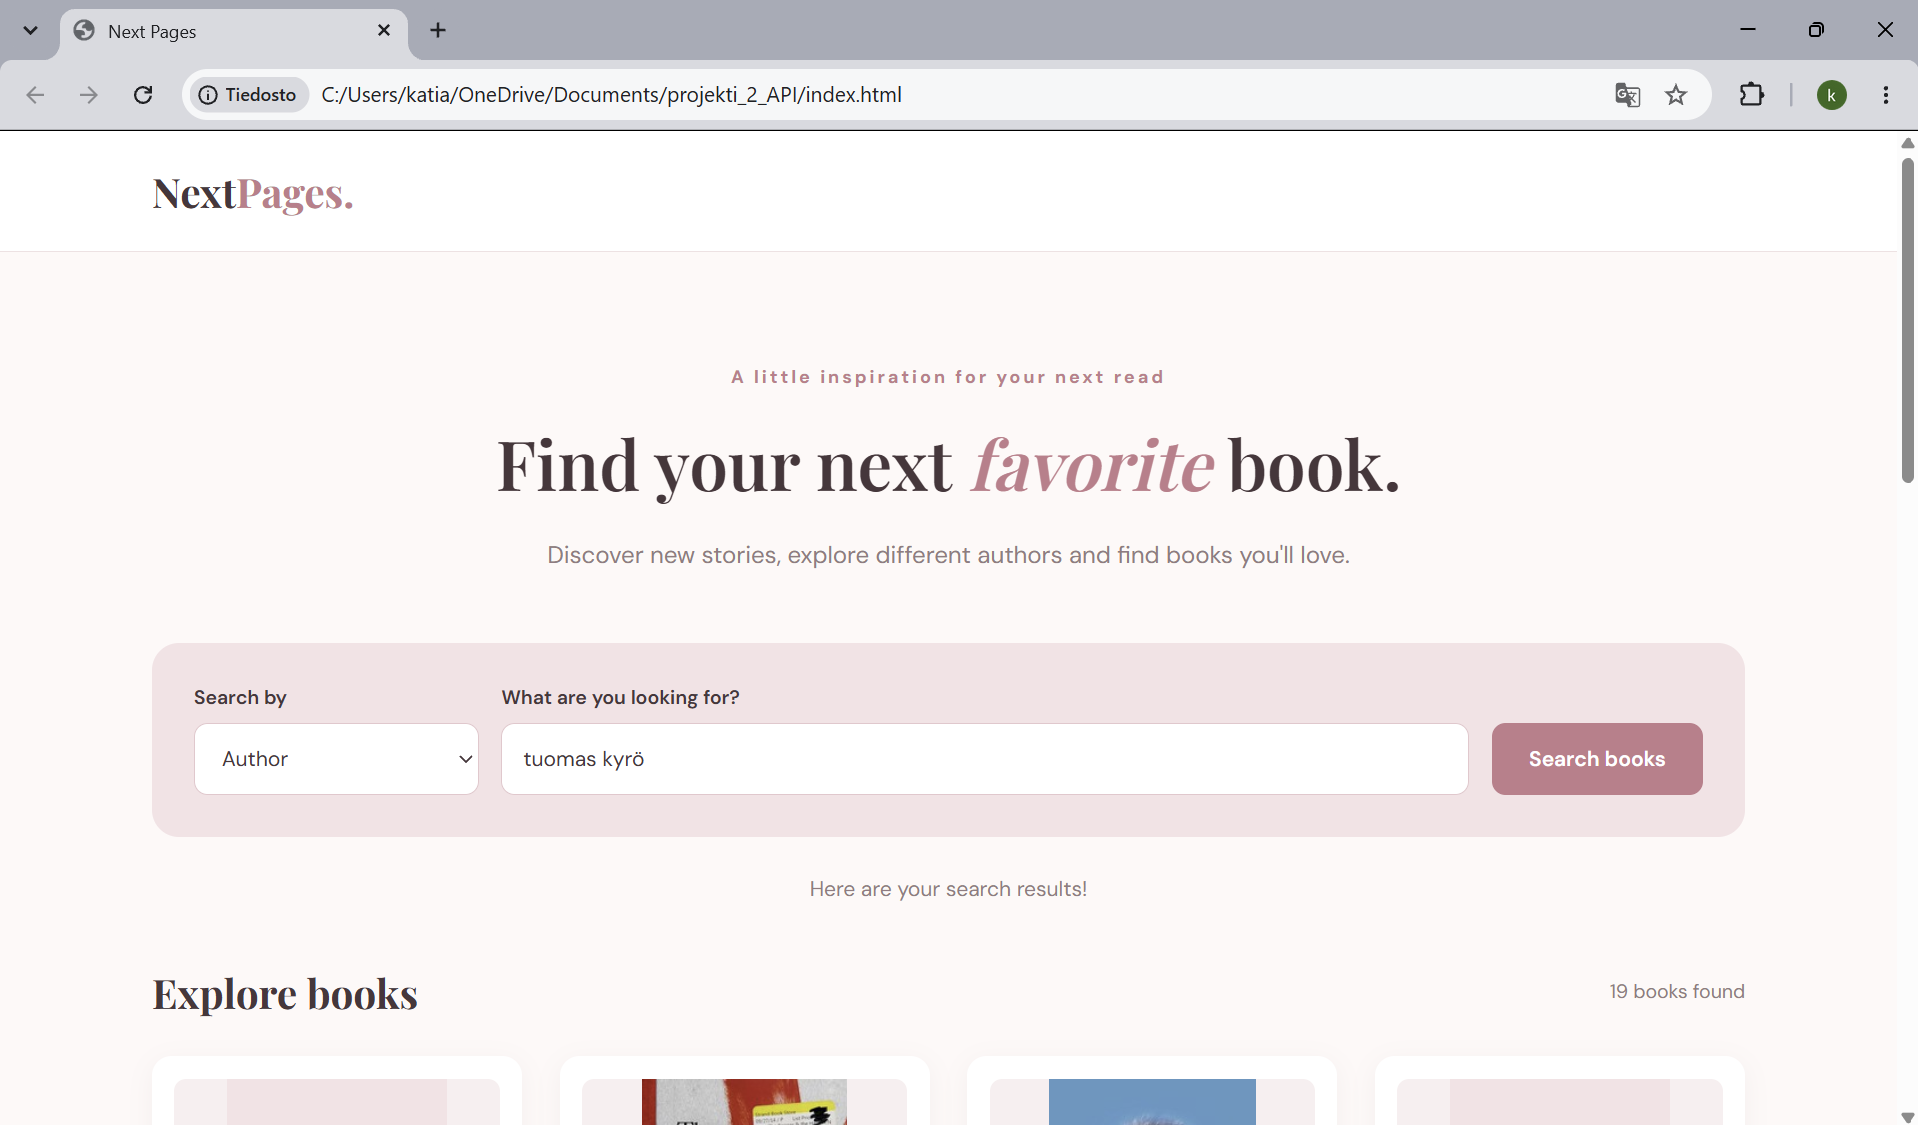 Next Pages
Tiedosto
C:/Users/katia/OneDrive/Documents/projekti_2_API/index.html
k
NextPages.
A little inspiration for your next read
Find your next favorite book.
Discover new stories, explore different authors and find books you'll love.
Search by
What are you looking for?
Author
tuomas kyrö
Search books
Here are your search results!
Explore books
19 books found